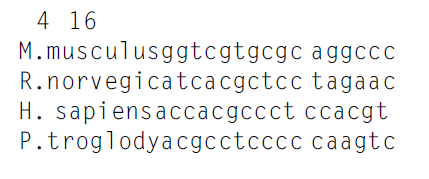 4 16
M.musculusggtcgtgcgc aggccc
R.norvegicatcacgctcc tagaac
H. sapiensaccacgccct ccacgt
P.troglodyacgcctcccc caagtc